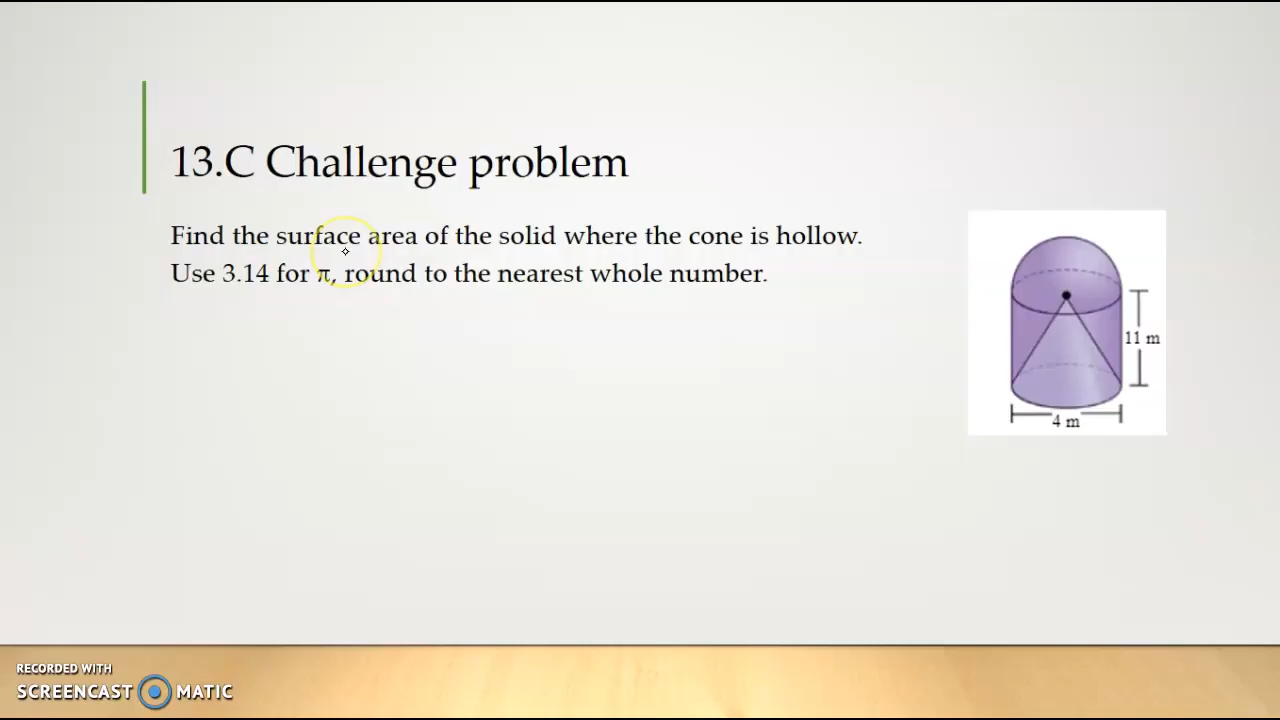 13.C Challenge problem
Find the surface area of the solid where the cone is hollow.
Use 3.14 for π, round to the nearest whole number.
11 m
4 m
RECORDED WITH
SCREENCAST MATIC